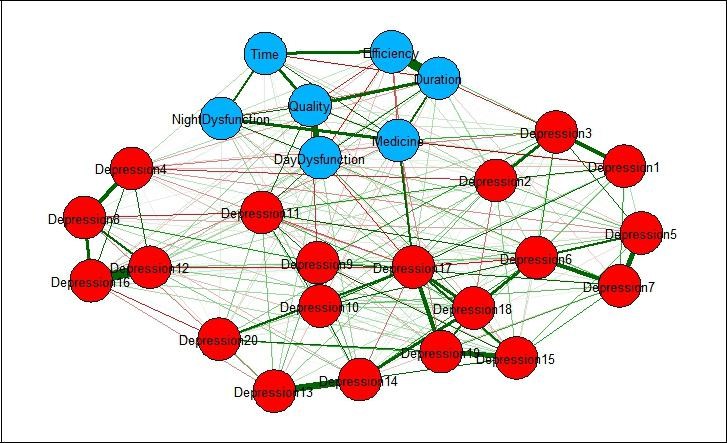 Time
Efficiency
Duration
Quality
NightDysfunction
Medicine
DayDysfunction
Depression3
Depression4
Depression1
Depression2
Depression11
Depression8
Depression5
Depression6
Depression9
Depression17
Depression12
Depression16
Depression7
Depression10
Depression18
Depression20
Depression19
Depression15
Depression14
Depression13